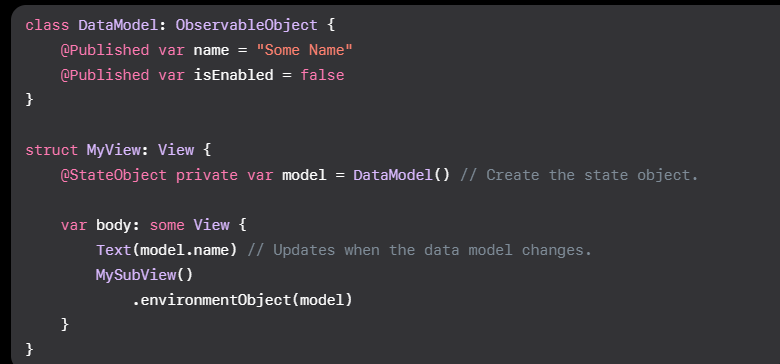 class DataModel: ObservableObject {
    @Published var name = "Some Name"
    @Published var isEnabled = false
}

struct MyView: View {
    @StateObject private var model = DataModel() // Create the state object.

    var body: some View {
        Text(model.name) // Updates when the data model changes.
        MySubView()
            .environmentObject(model)
    }
}